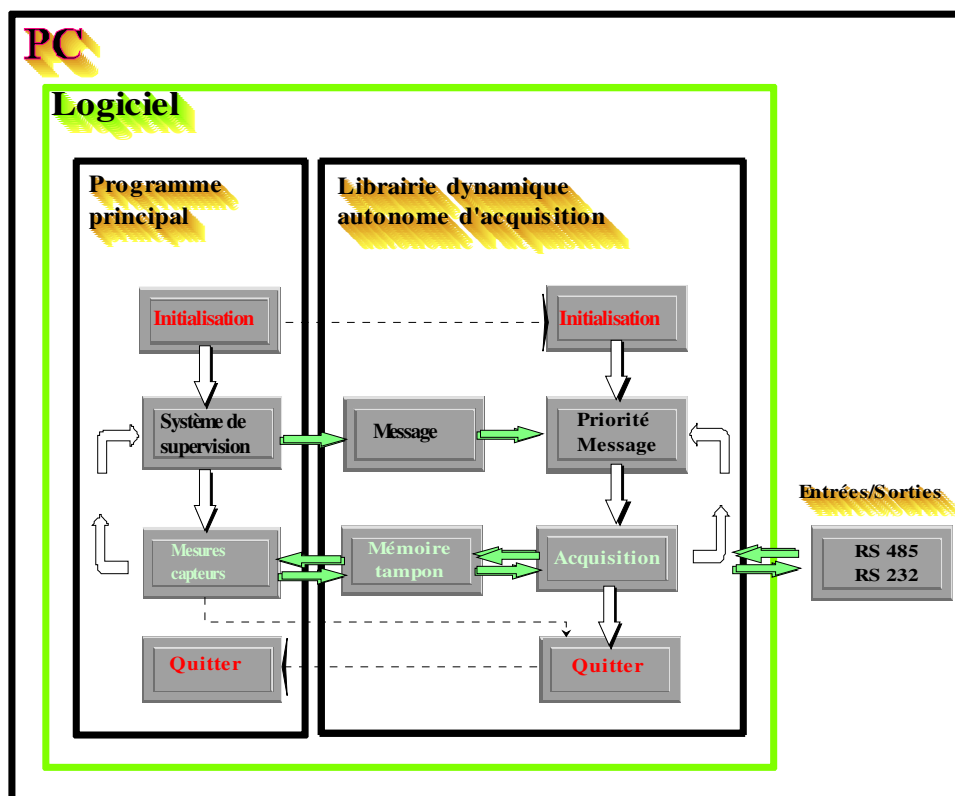 PC
Logiciel
Programme
principal
Librairie dynamique
autonome d'acquisition
Initialisation
Initialisation
Système de
supervision
Message
Priorité
Message
Entrées/Sorties
Mesures
capteurs
Mémoire
tampon
Acquisition
RS 485
RS 232
Quitter
Quitter